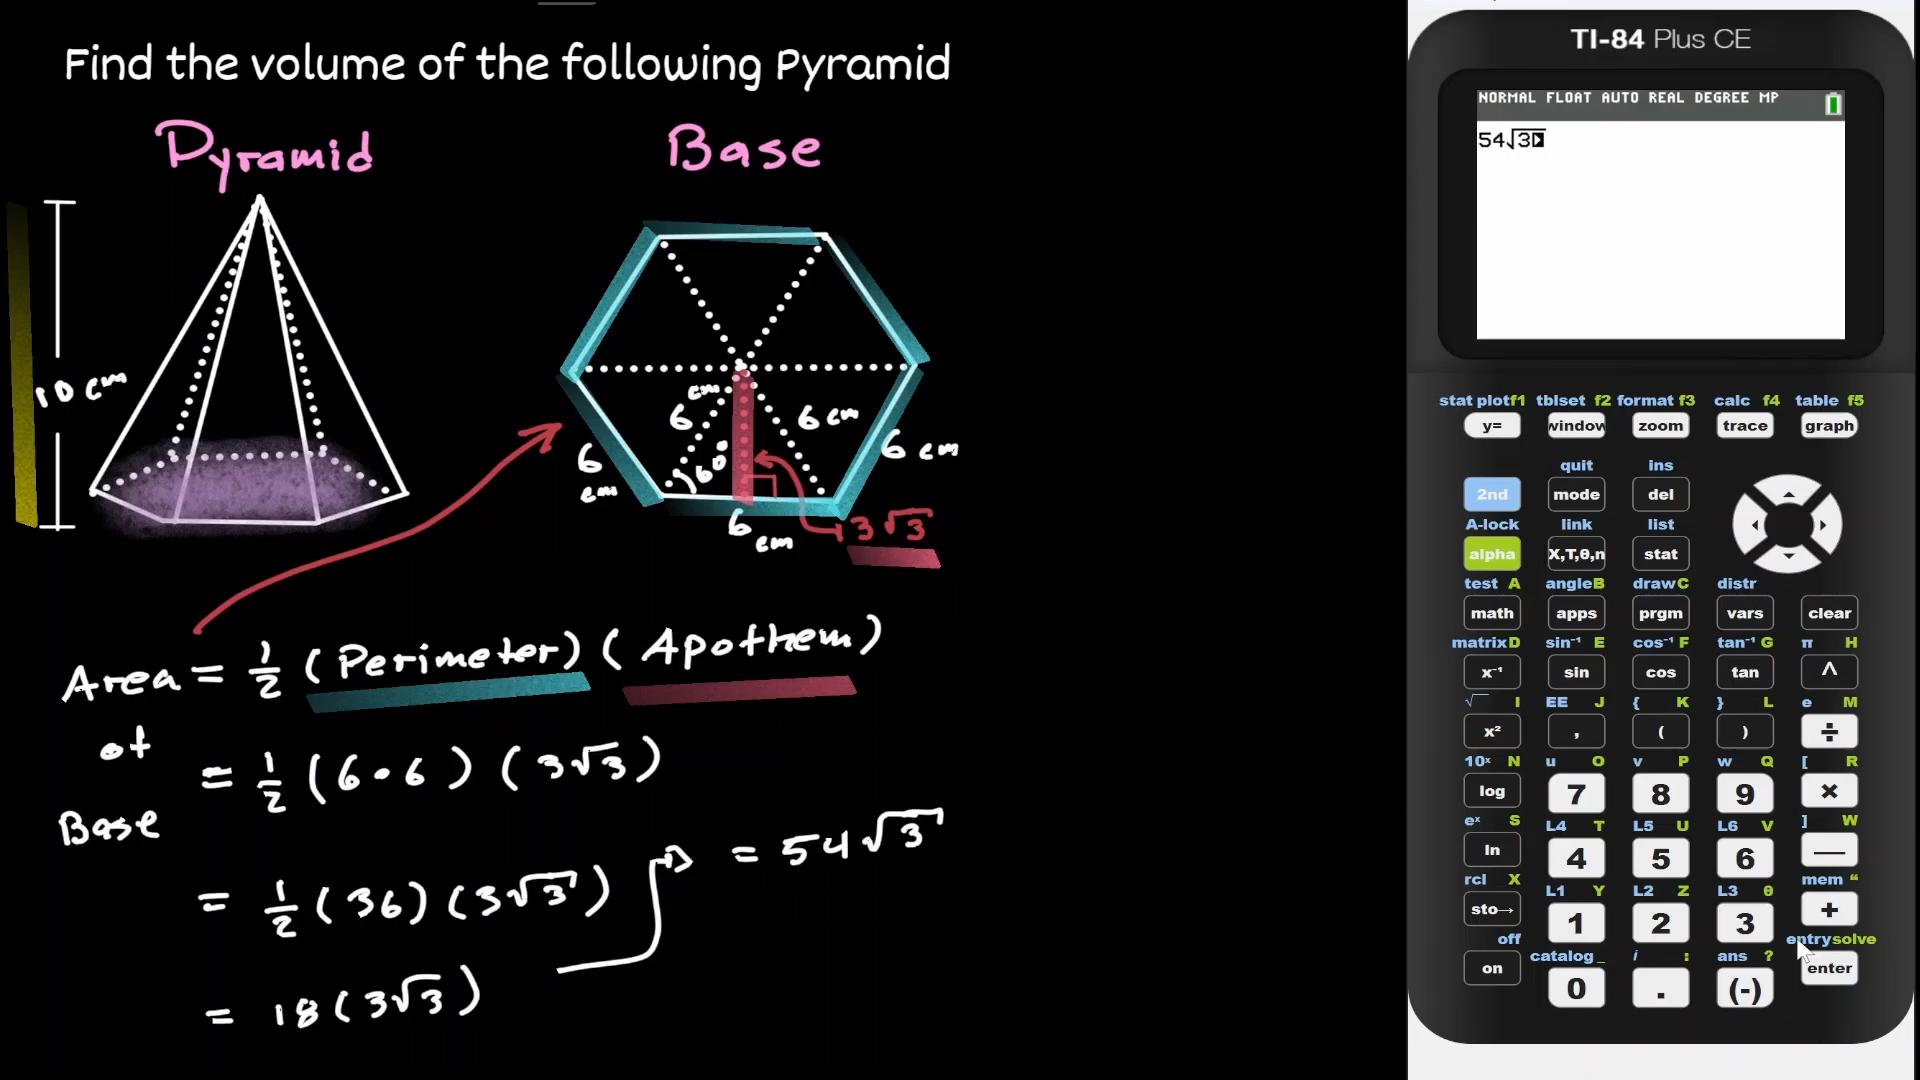 Find the volume of the following Pyramid
Pyramid
Base
10 cm
6 cm
6 cm
6 cm
6 cm
60°
6 cm
3√3
Area of Base = 1/2 (Perimeter) (Apothem)
= 1/2 (6 • 6) (3√3)
= 1/2 (36) (3√3)
= 18 (3√3)
= 54√3
TI-84 Plus CE
NORMAL FLOAT AUTO REAL DEGREE MP
54√3
stat plot f1 tblset f2 format f3 calc f4 table f5
y= window zoom trace graph
quit ins
2nd mode del
A-lock link list
alpha X,T,θ,n stat
test A angle B draw C distr
math apps prgm vars clear
matrix D sin⁻¹ E cos⁻¹ F tan⁻¹ G π H
x⁻¹ sin cos tan ^
√ I EE J { K } L e M
x² , ( ) ÷
10ˣ N u O v P w Q [ R
log 7 8 9 ×
eˣ S L4 T L5 U L6 V ] W
ln 4 5 6 —
rcl X L1 Y L2 Z L3 θ mem "
sto→ 1 2 3 +
off catalog _ i : ans ? entry solve
on 0 . (-) enter